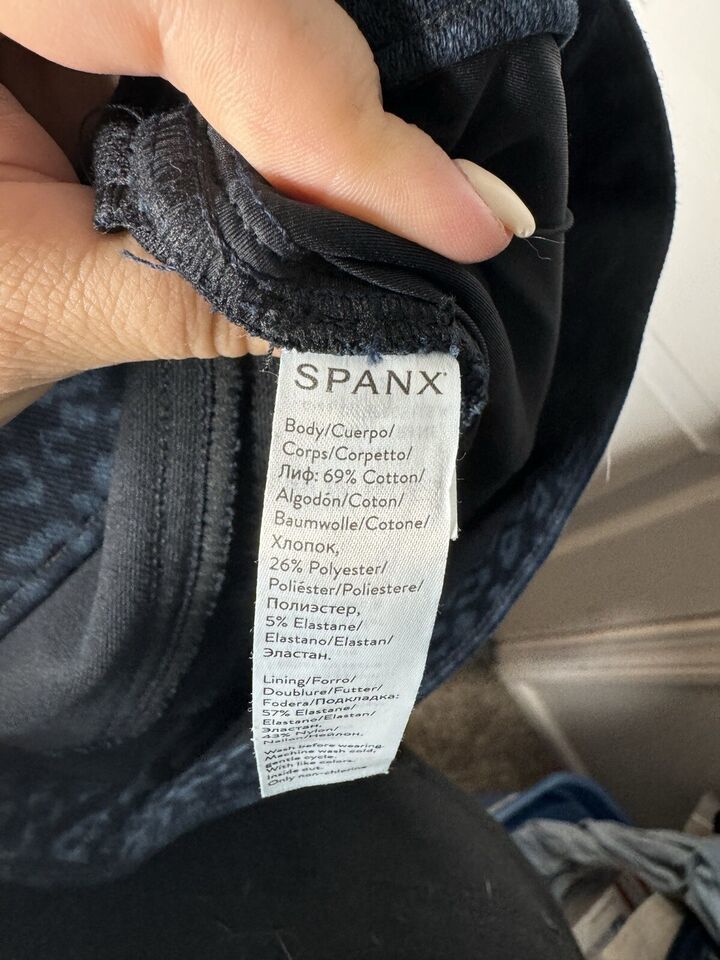 SPANX®
Body/Cuerpo/
Corps/Corpetto/
Лиф: 69% Cotton/
Algodón/Coton/
Baumwolle/Cotone/
Хлопок,
26% Polyester/
Poliéster/Poliestere/
Полиэстер,
5% Elastane/
Elastano/Elastan/
Эластан.
Lining/Forro/
Doublure/Futter/
Fodera/Подкладка:
57% Elastane/
Elastano/Elastan/
Эластан,
43% Nylon/
Nailon/Нейлон.
Wash before wearing.
Machine wash cold,
gentle cycle.
With like colors.
Inside out.
Only non-chlorine